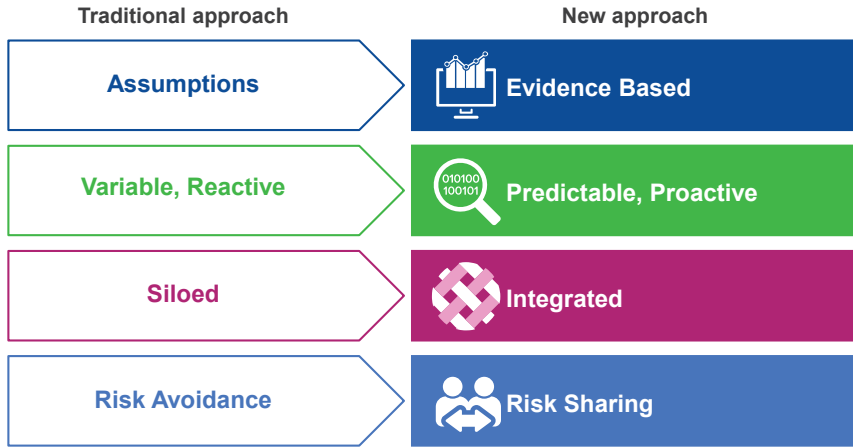 Traditional approach
New approach
Assumptions
Evidence Based
Variable, Reactive
010100
100101
Predictable, Proactive
Siloed
Integrated
Risk Avoidance
Risk Sharing